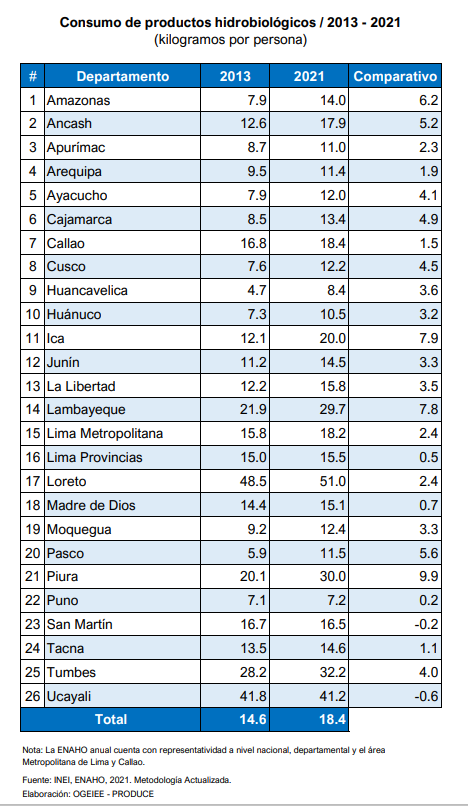 Consumo de productos hidrobiológicos / 2013 - 2021
(kilogramos por persona)
# Departamento 2013 2021 Comparativo
1 Amazonas 7.9 14.0 6.2
2 Ancash 12.6 17.9 5.2
3 Apurímac 8.7 11.0 2.3
4 Arequipa 9.5 11.4 1.9
5 Ayacucho 7.9 12.0 4.1
6 Cajamarca 8.5 13.4 4.9
7 Callao 16.8 18.4 1.5
8 Cusco 7.6 12.2 4.5
9 Huancavelica 4.7 8.4 3.6
10 Huánuco 7.3 10.5 3.2
11 Ica 12.1 20.0 7.9
12 Junín 11.2 14.5 3.3
13 La Libertad 12.2 15.8 3.5
14 Lambayeque 21.9 29.7 7.8
15 Lima Metropolitana 15.8 18.2 2.4
16 Lima Provincias 15.0 15.5 0.5
17 Loreto 48.5 51.0 2.4
18 Madre de Dios 14.4 15.1 0.7
19 Moquegua 9.2 12.4 3.3
20 Pasco 5.9 11.5 5.6
21 Piura 20.1 30.0 9.9
22 Puno 7.1 7.2 0.2
23 San Martín 16.7 16.5 -0.2
24 Tacna 13.5 14.6 1.1
25 Tumbes 28.2 32.2 4.0
26 Ucayali 41.8 41.2 -0.6
Total 14.6 18.4
Nota: La ENAHO anual cuenta con representatividad a nivel nacional, departamental y el área
Metropolitana de Lima y Callao.
Fuente: INEI, ENAHO, 2021. Metodología Actualizada.
Elaboración: OGEIEE - PRODUCE